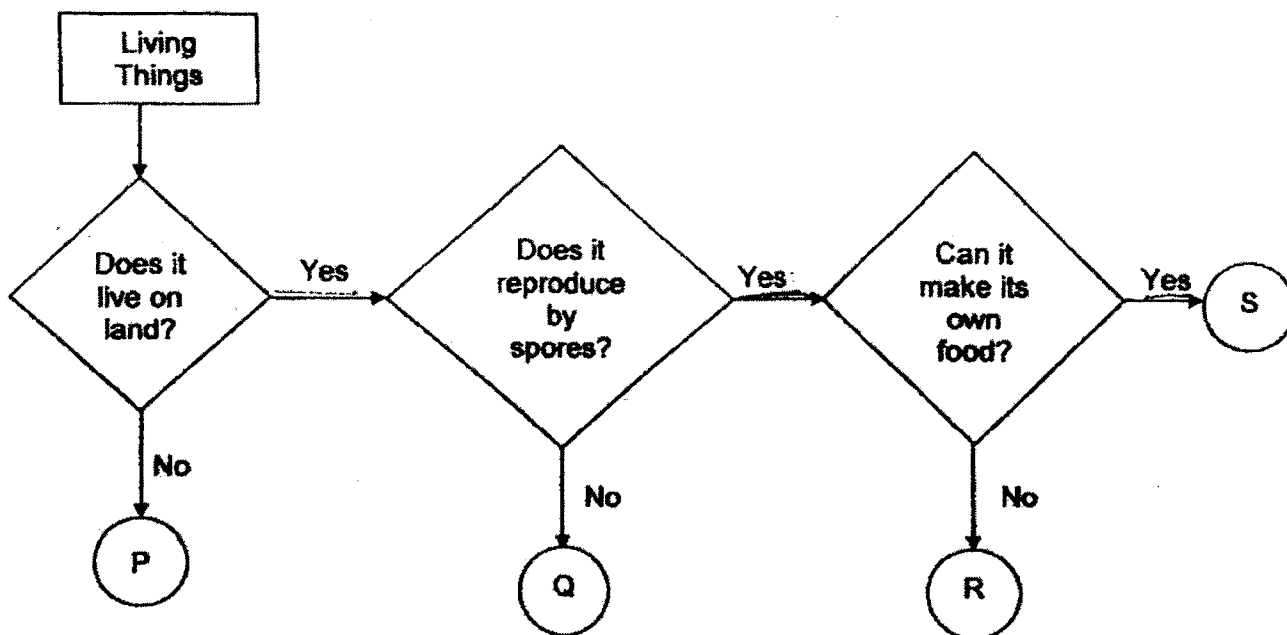 Living
Things
Does it
live on
land?
Yes
No
P
Does it
reproduce
by
spores?
Yes
No
Q
Can it
make its
own
food?
Yes
No
R
S